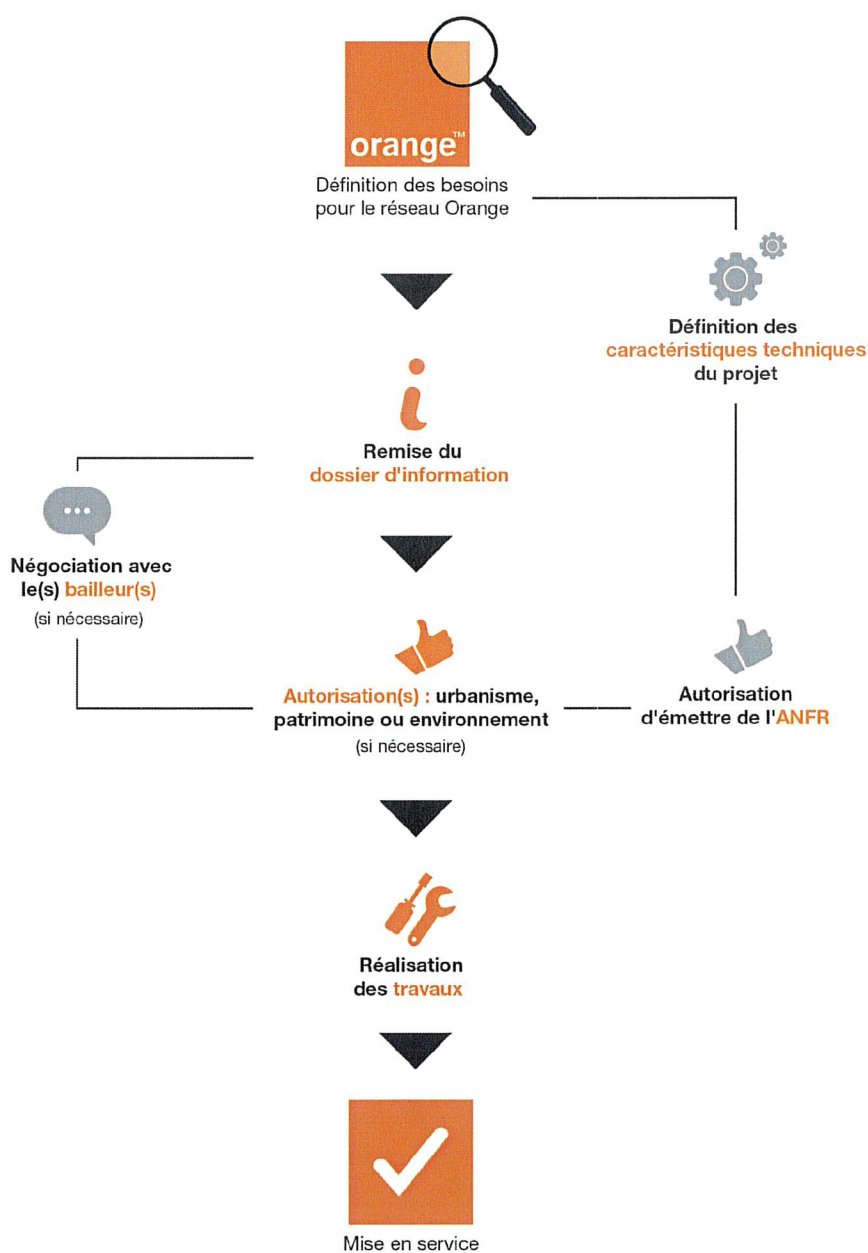 orange™
Définition des besoins
pour le réseau Orange
Définition des
caractéristiques techniques
du projet
Remise du
dossier d'information
Négociation avec
le(s) bailleur(s)
(si nécessaire)
Autorisation(s) : urbanisme,
patrimoine ou environnement
(si nécessaire)
Autorisation
d'émettre de l'ANFR
Réalisation
des travaux
Mise en service